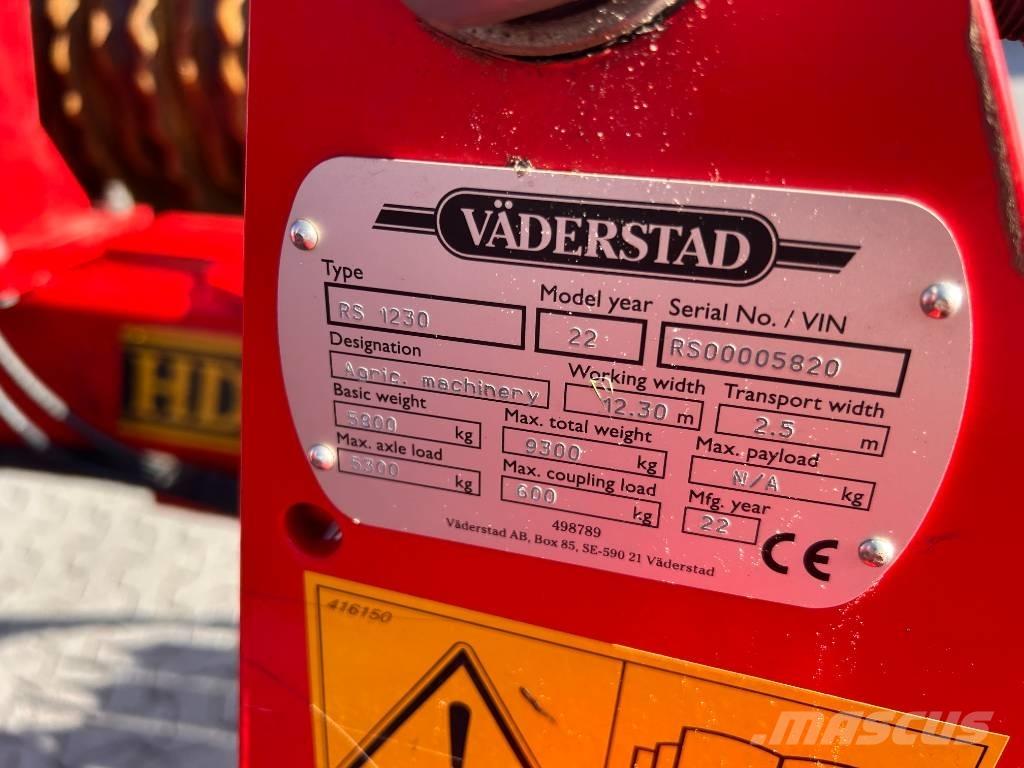 VÄDERSTAD
Type
RS 1230
Model year
22
Serial No. / VIN
RS00005820
Designation
Agric. machinery
Working width
12.30 m
Transport width
2.5 m
Basic weight
5800 kg
Max. total weight
9300 kg
Max. payload
N/A kg
Max. axle load
5300 kg
Max. coupling load
600 kg
Mfg. year
22
CE
498789
Väderstad AB, Box 85, SE-590 21 Väderstad
HD
416150
MASCUS